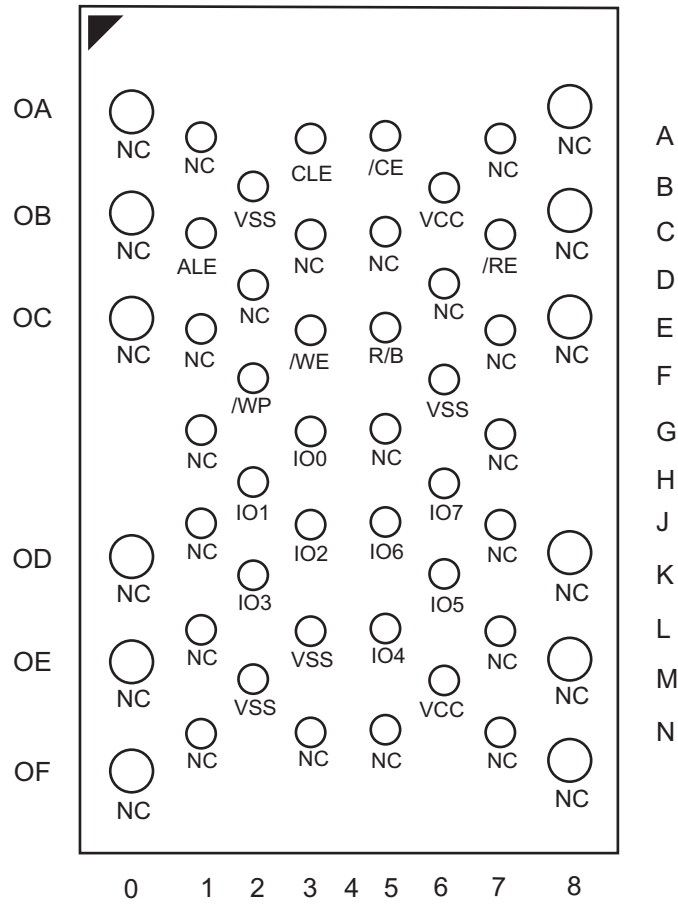 OA
NC NC CLE /CE NC NC A
B
OB
NC VSS VCC NC C
ALE NC NC /RE
D
OC
NC NC NC NC E
NC /WE R/B NC
/WP VSS F
NC IO0 NC NC G
H
IO1 IO7 J
OD
NC IO2 IO6 NC
NC IO3 IO5 NC K
OE
NC VSS IO4 NC L
NC VSS VCC NC M
N
OF
NC NC NC NC
NC NC
0 1 2 3 4 5 6 7 8